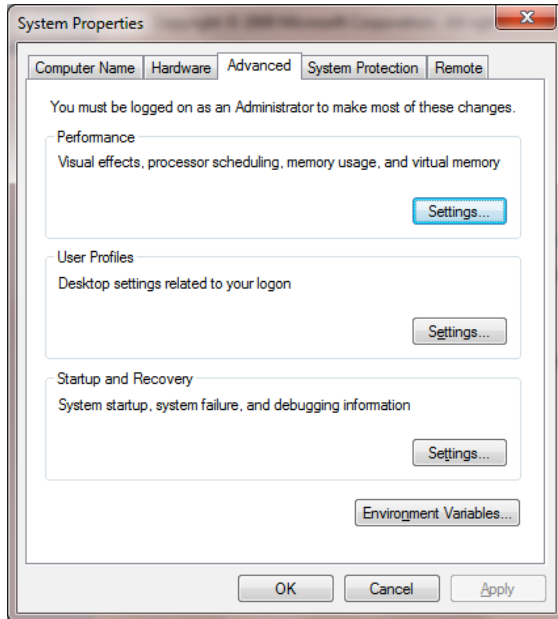 System Properties
Computer Name Hardware Advanced System Protection Remote
You must be logged on as an Administrator to make most of these changes.
Performance
Visual effects, processor scheduling, memory usage, and virtual memory
Settings...
User Profiles
Desktop settings related to your logon
Settings...
Startup and Recovery
System startup, system failure, and debugging information
Settings...
Environment Variables...
OK Cancel Apply